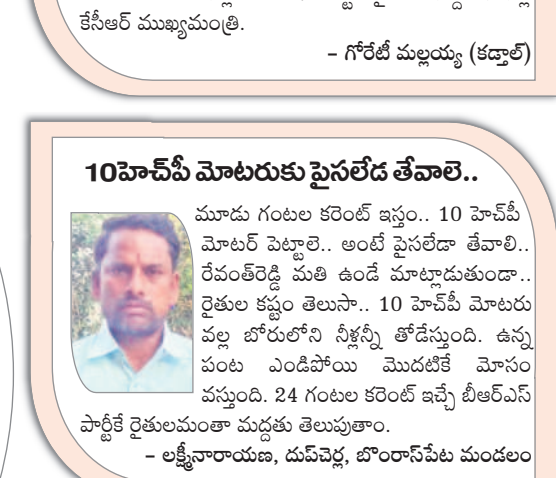 కేసీఆర్ ముఖ్యమంత్రి.
– గోరేటి మల్లయ్య (కడ్తాల్)
10హెచ్‌పీ మోటరుకు పైసలేడ తేవాలె..
మూడు గంటల కరెంట్ ఇస్తం.. 10 హెచ్‌పీ
మోటర్ పెట్టాలె.. అంటే పైసలేడా తేవాలి..
రేవంత్‌రెడ్డి మతి ఉండే మాట్లాడుతుండా..
రైతుల కష్టం తెలుసా.. 10 హెచ్‌పీ మోటరు
వల్ల బోరులోని నీళ్లన్నీ తోడేస్తుంది. ఉన్న
పంట ఎండిపోయి మొదటికే మోసం
వస్తుంది. 24 గంటల కరెంట్ ఇచ్చే బీఆర్ఎస్
పార్టీకే రైతులమంతా మద్దతు తెలుపుతాం.
– లక్ష్మీనారాయణ, దుప్‌చెర్ల, బొంరాస్‌పేట మండలం